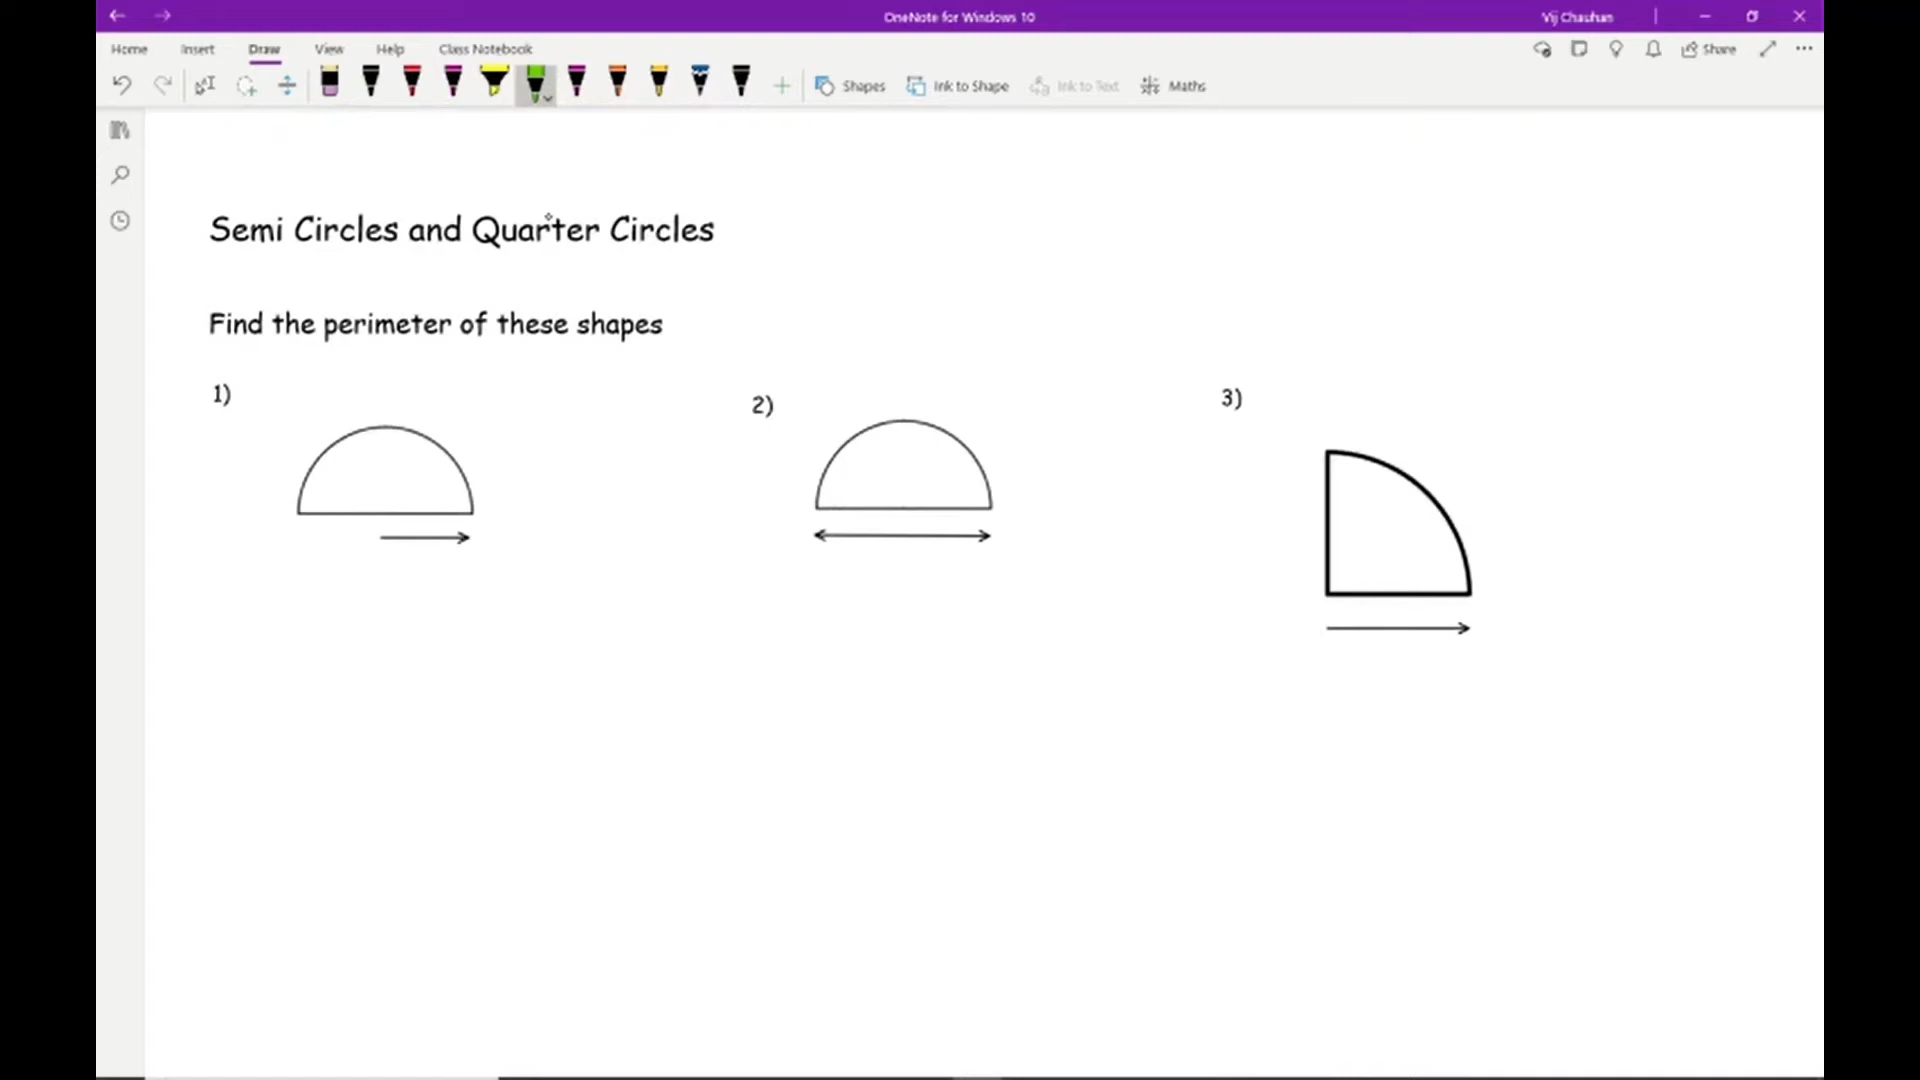 OneNote for Windows 10
Vij Chauhan
Home Insert Draw View Help Class Notebook
Share
Shapes Ink to Shape Ink to Text Maths
Semi Circles and Quarter Circles
Find the perimeter of these shapes
1)
2)
3)